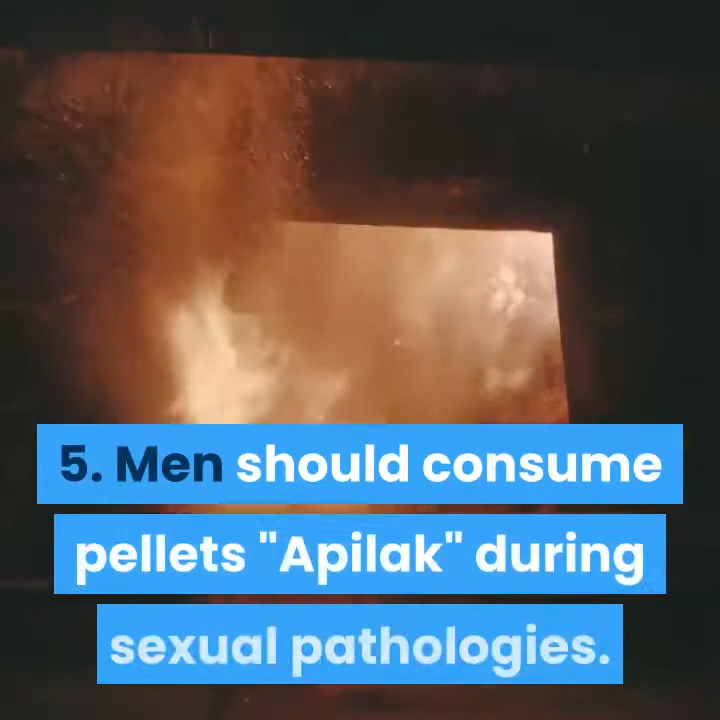 5. Men should consume
pellets "Apilak" during
sexual pathologies.